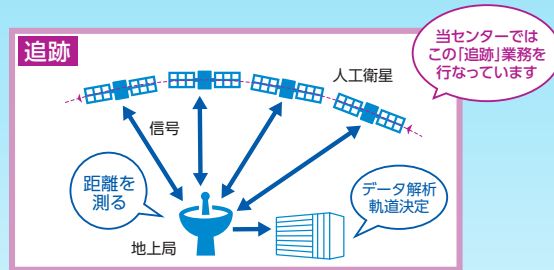 追跡
当センターでは
この「追跡」業務を
行なっています
人工衛星
信号
距離を
測る
データ解析
軌道決定
地上局